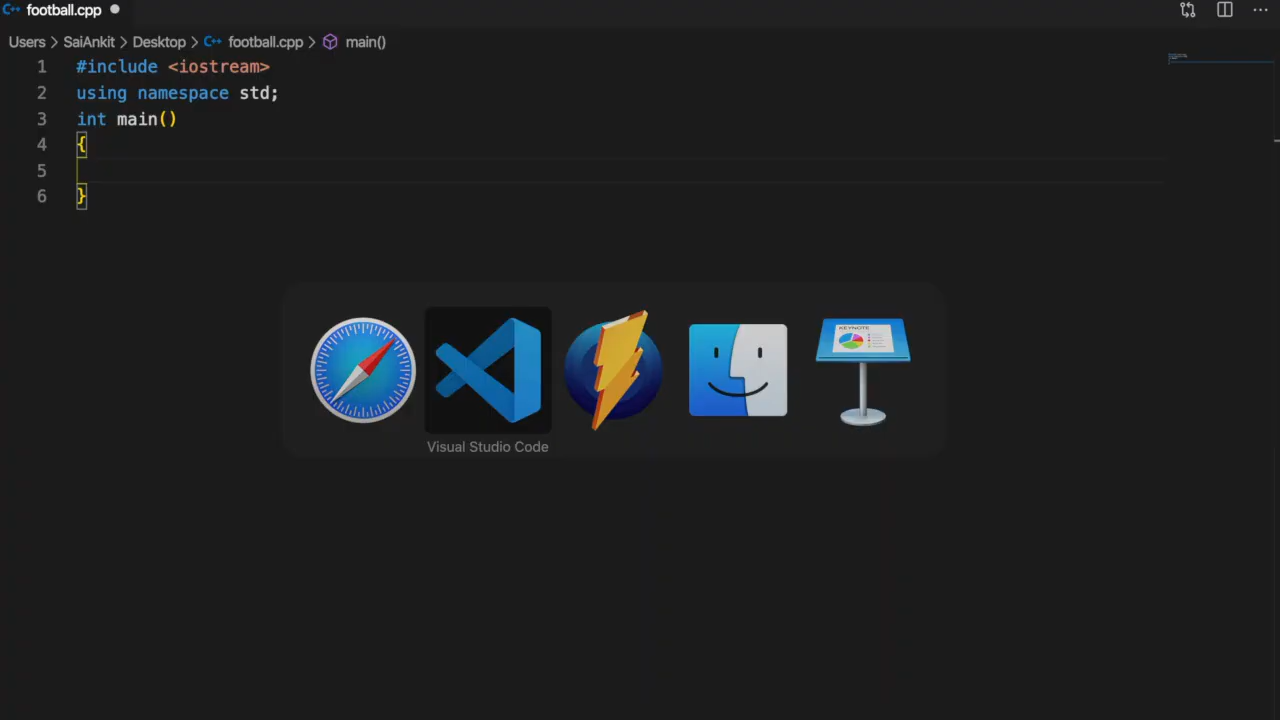 football.cpp
Users > SaiAnkit > Desktop > football.cpp > main()
1 #include <iostream>
2 using namespace std;
3 int main()
4 {
5
6 }
KEYNOTE
Visual Studio Code